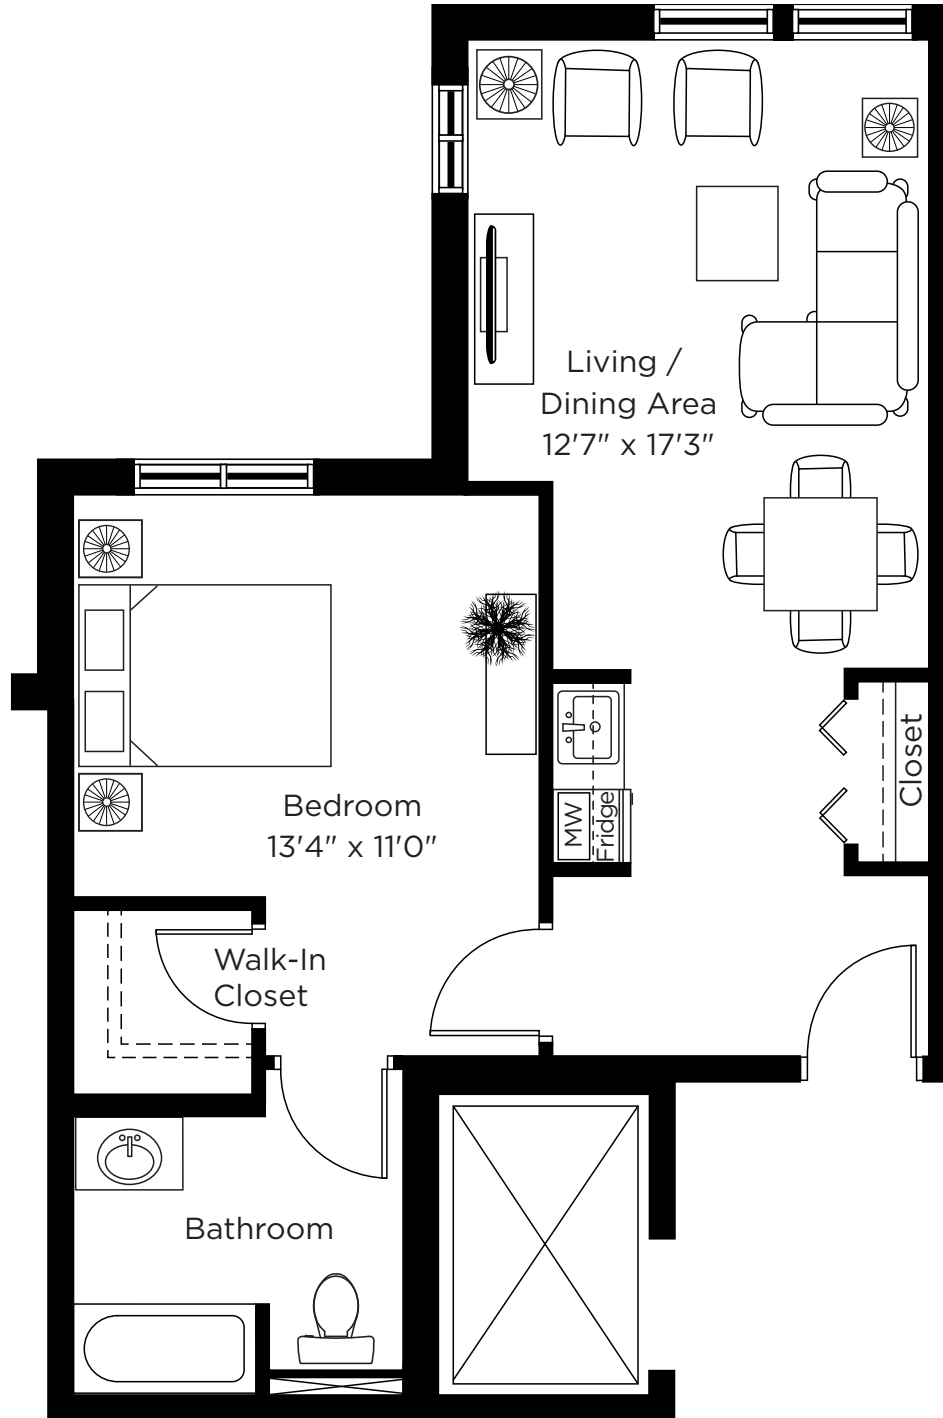 Living /
Dining Area
12'7" x 17'3"
Closet
MW
Fridge
Bedroom
13'4" x 11'0"
Walk-In
Closet
Bathroom